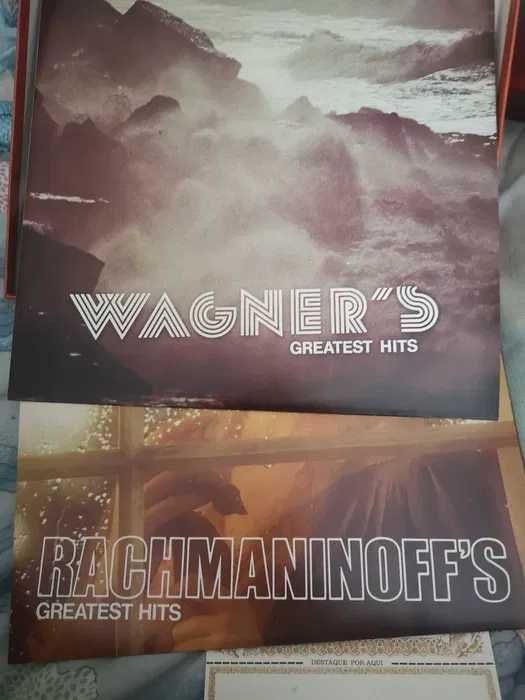 WAGNER"S
GREATEST HITS
RACHMANINOFF'S
GREATEST HITS
DESTAQUE POR AQUI